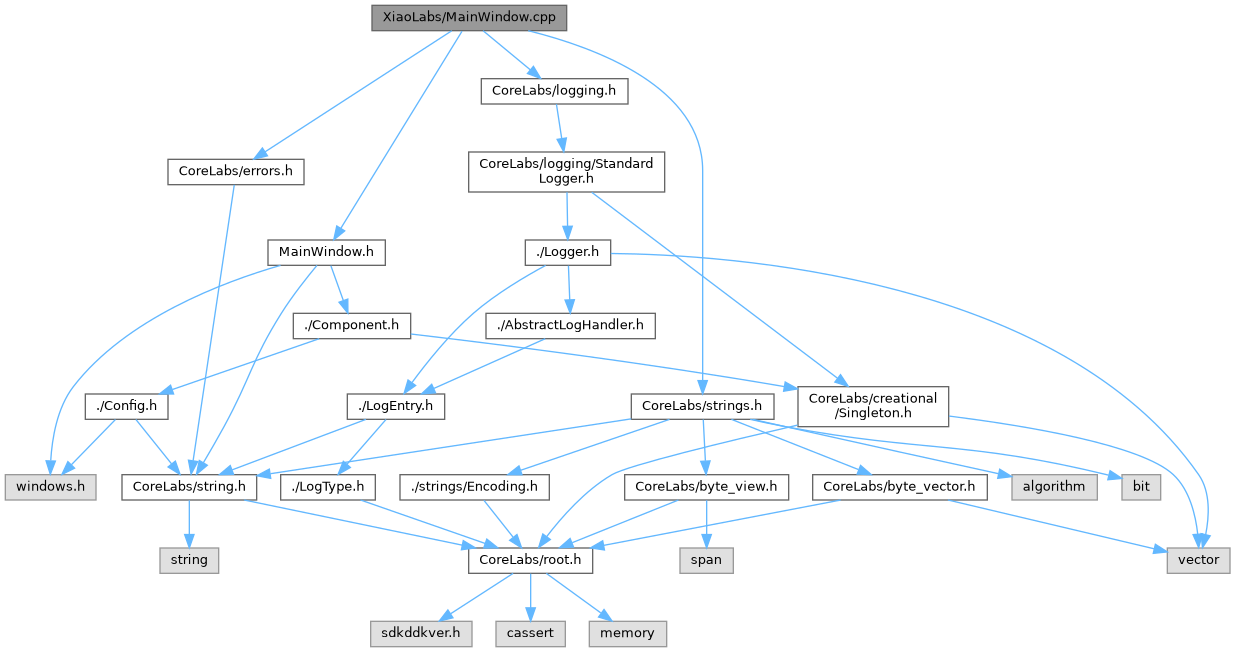 XiaoLabs/MainWindow.cpp
CoreLabs/logging.h
CoreLabs/errors.h
CoreLabs/logging/Standard
Logger.h
MainWindow.h
./Logger.h
./Component.h
./AbstractLogHandler.h
./Config.h
./LogEntry.h
CoreLabs/strings.h
CoreLabs/creational
/Singleton.h
windows.h
CoreLabs/string.h
./LogType.h
./strings/Encoding.h
CoreLabs/byte_view.h
CoreLabs/byte_vector.h
algorithm
bit
string
CoreLabs/root.h
span
vector
sdkddkver.h
cassert
memory